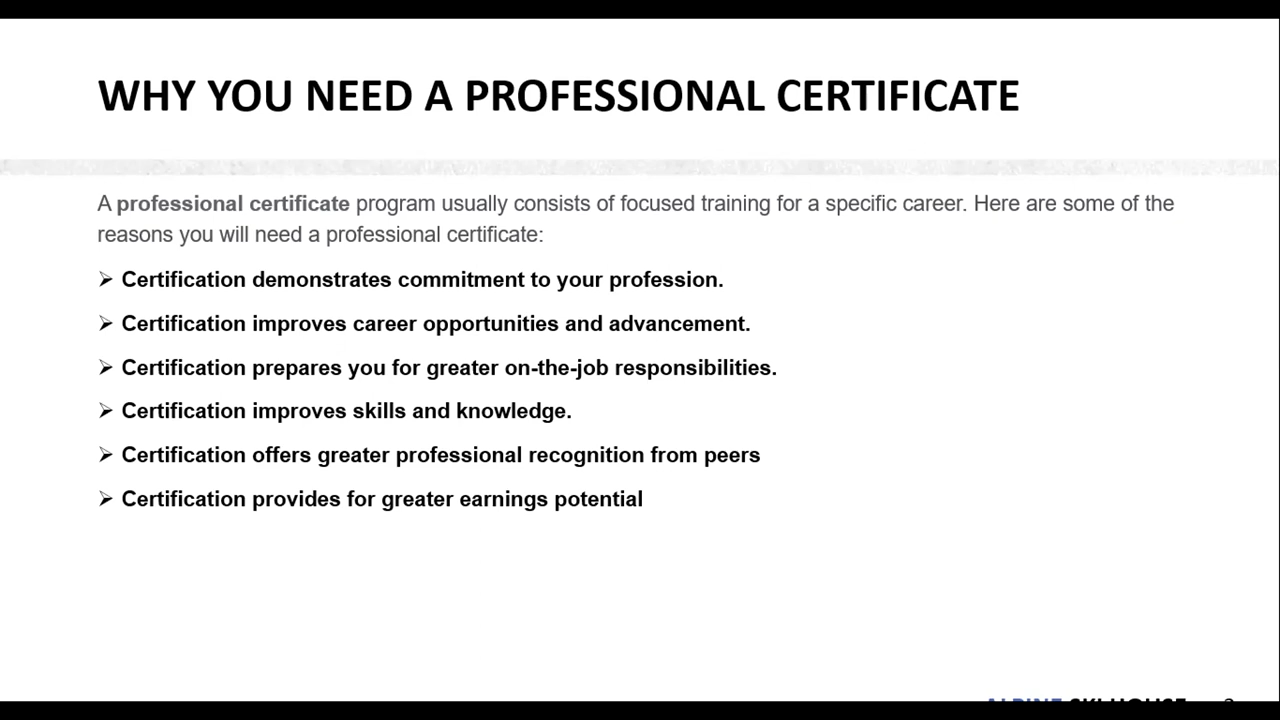 WHY YOU NEED A PROFESSIONAL CERTIFICATE
A professional certificate program usually consists of focused training for a specific career. Here are some of the
reasons you will need a professional certificate:
➢ Certification demonstrates commitment to your profession.
➢ Certification improves career opportunities and advancement.
➢ Certification prepares you for greater on-the-job responsibilities.
➢ Certification improves skills and knowledge.
➢ Certification offers greater professional recognition from peers
➢ Certification provides for greater earnings potential
ALPINE SKI HOUSE